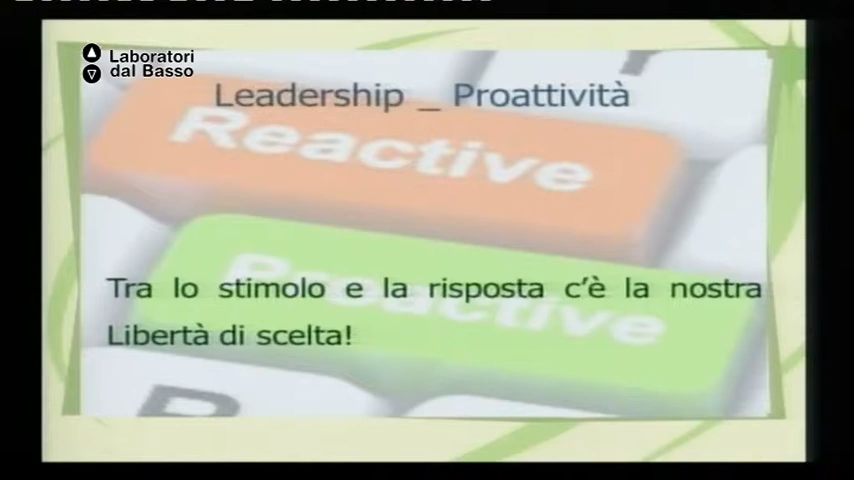 Laboratori
dal Basso
Leadership _ Proattività
Reactive
Proactive
Tra lo stimolo e la risposta c'è la nostra
Libertà di scelta!